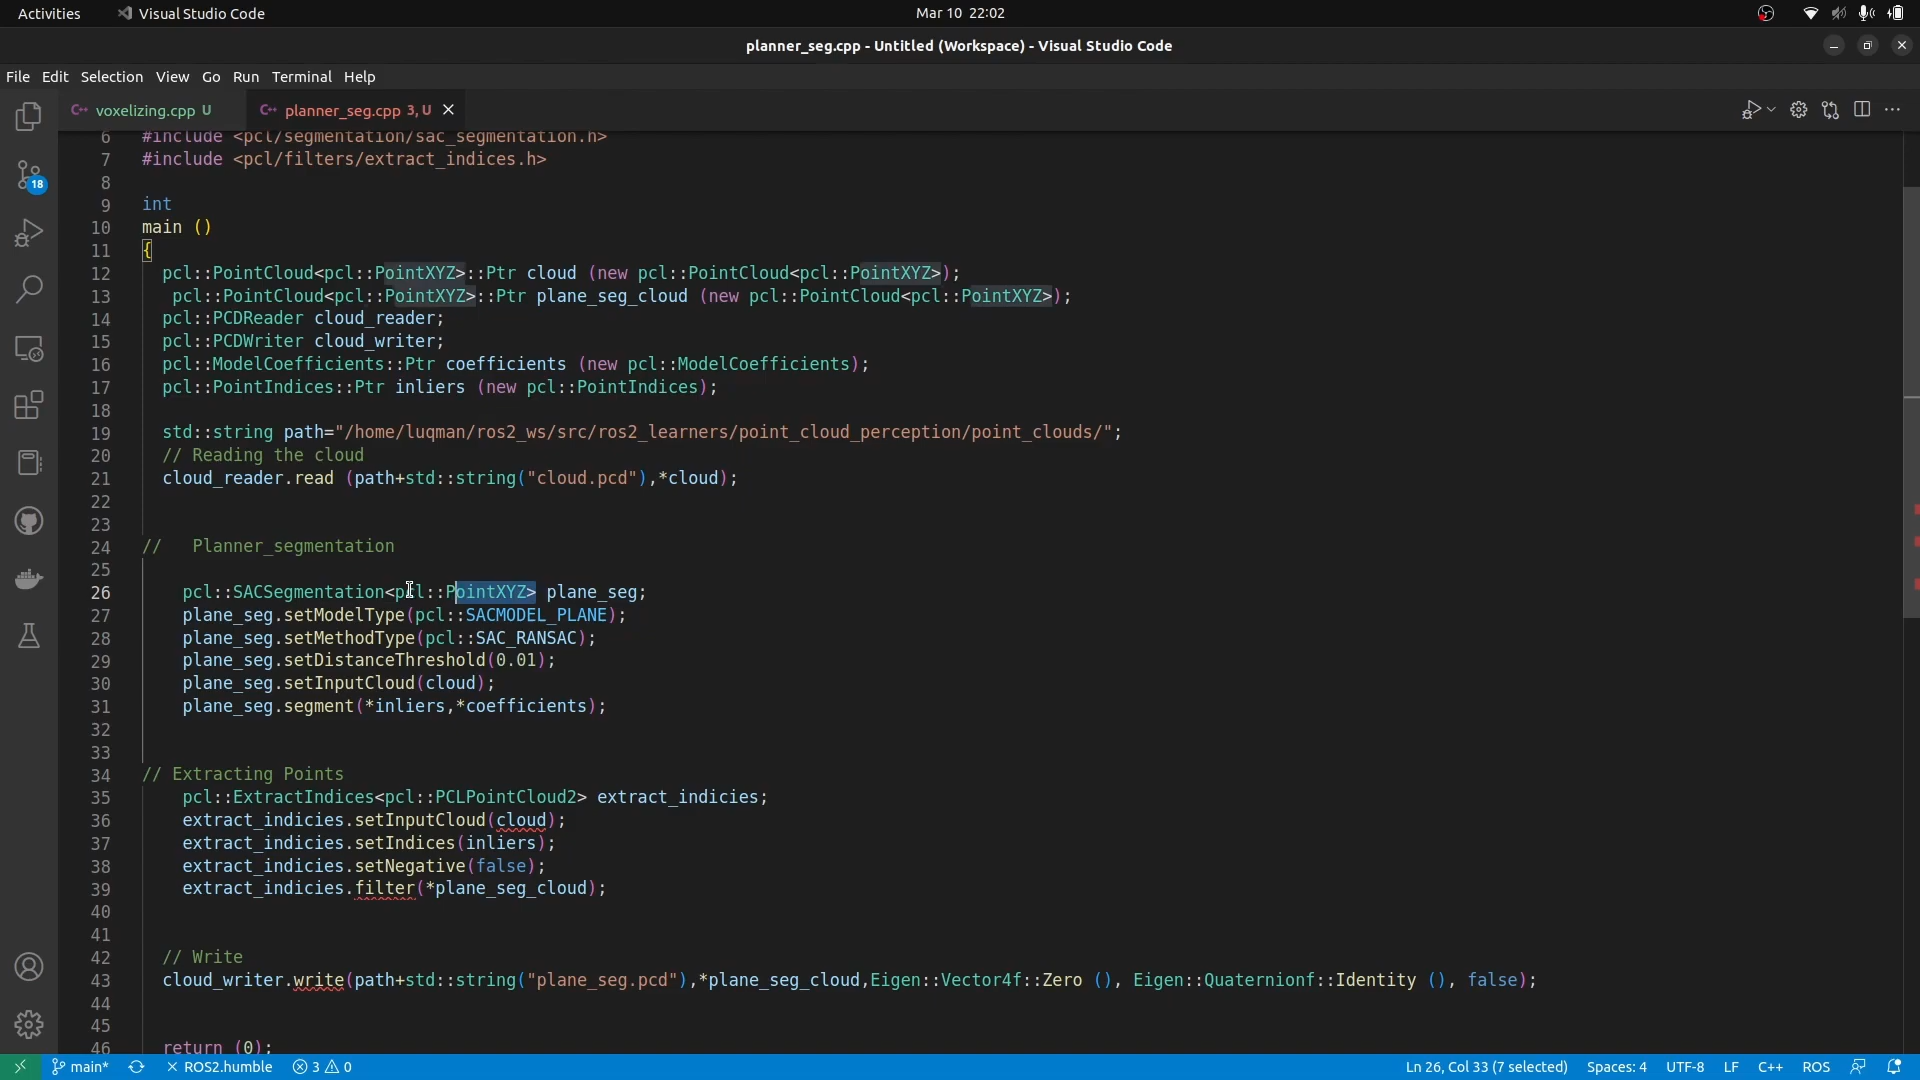 Activities Visual Studio Code Mar 10 22:02
planner_seg.cpp - Untitled (Workspace) - Visual Studio Code
File Edit Selection View Go Run Terminal Help
voxelizing.cpp U planner_seg.cpp 3, U
18
6 #include <pcl/segmentation/sac_segmentation.h>
7 #include <pcl/filters/extract_indices.h>
8
9 int
10 main ()
11 {
12 pcl::PointCloud<pcl::PointXYZ>::Ptr cloud (new pcl::PointCloud<pcl::PointXYZ>);
13 pcl::PointCloud<pcl::PointXYZ>::Ptr plane_seg_cloud (new pcl::PointCloud<pcl::PointXYZ>);
14 pcl::PCDReader cloud_reader;
15 pcl::PCDWriter cloud_writer;
16 pcl::ModelCoefficients::Ptr coefficients (new pcl::ModelCoefficients);
17 pcl::PointIndices::Ptr inliers (new pcl::PointIndices);
18
19 std::string path="/home/luqman/ros2_ws/src/ros2_learners/point_cloud_perception/point_clouds/";
20 // Reading the cloud
21 cloud_reader.read (path+std::string("cloud.pcd"),*cloud);
22
23
24 // Planner_segmentation
25
26 pcl::SACSegmentation<pcl::PointXYZ> plane_seg;
27 plane_seg.setModelType(pcl::SACMODEL_PLANE);
28 plane_seg.setMethodType(pcl::SAC_RANSAC);
29 plane_seg.setDistanceThreshold(0.01);
30 plane_seg.setInputCloud(cloud);
31 plane_seg.segment(*inliers,*coefficients);
32
33
34 // Extracting Points
35 pcl::ExtractIndices<pcl::PCLPointCloud2> extract_indicies;
36 extract_indicies.setInputCloud(cloud);
37 extract_indicies.setIndices(inliers);
38 extract_indicies.setNegative(false);
39 extract_indicies.filter(*plane_seg_cloud);
40
41
42 // Write
43 cloud_writer.write(path+std::string("plane_seg.pcd"),*plane_seg_cloud,Eigen::Vector4f::Zero (), Eigen::Quaternionf::Identity (), false);
44
45
46 return (0);
main* ROS2.humble 3 0 Ln 26, Col 33 (7 selected) Spaces: 4 UTF-8 LF C++ ROS